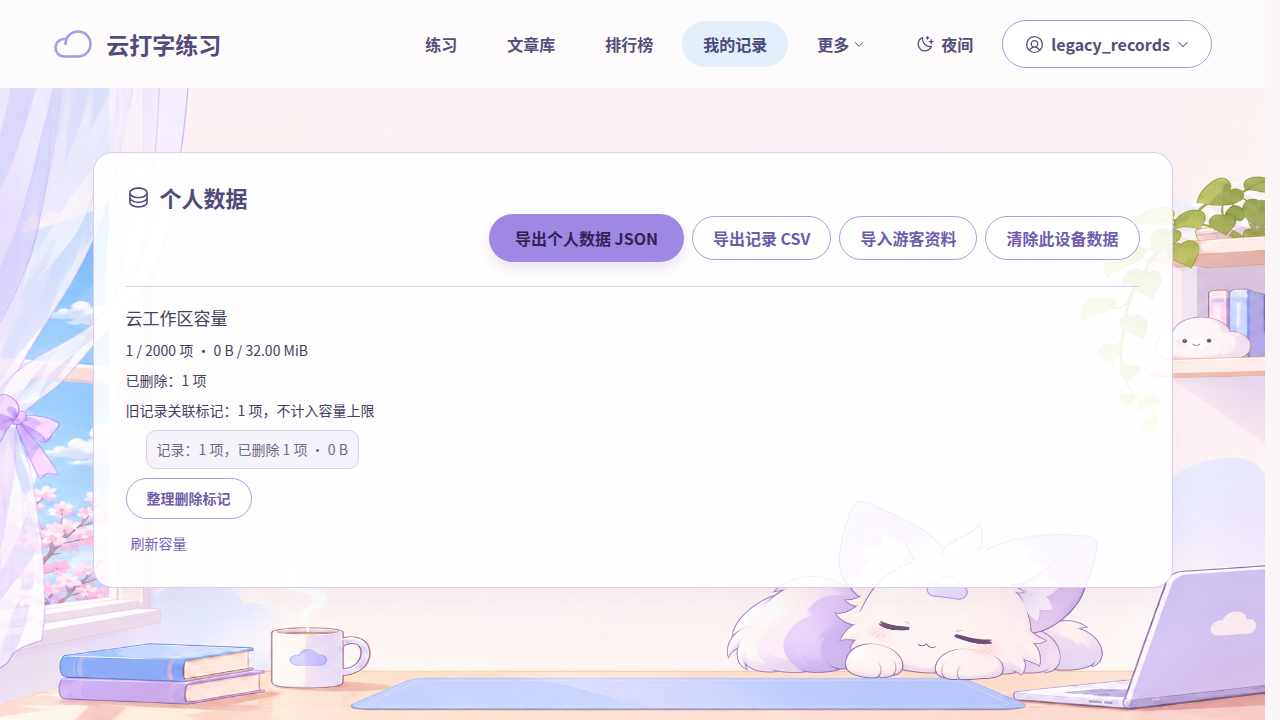 云打字练习
练习
文章库
排行榜
我的记录
更多
夜间
legacy_records
个人数据
导出个人数据 JSON
导出记录 CSV
导入游客资料
清除此设备数据
云工作区容量
1 / 2000 项 · 0 B / 32.00 MiB
已删除：1 项
旧记录关联标记：1 项，不计入容量上限
记录：1 项，已删除 1 项 · 0 B
整理删除标记
刷新容量